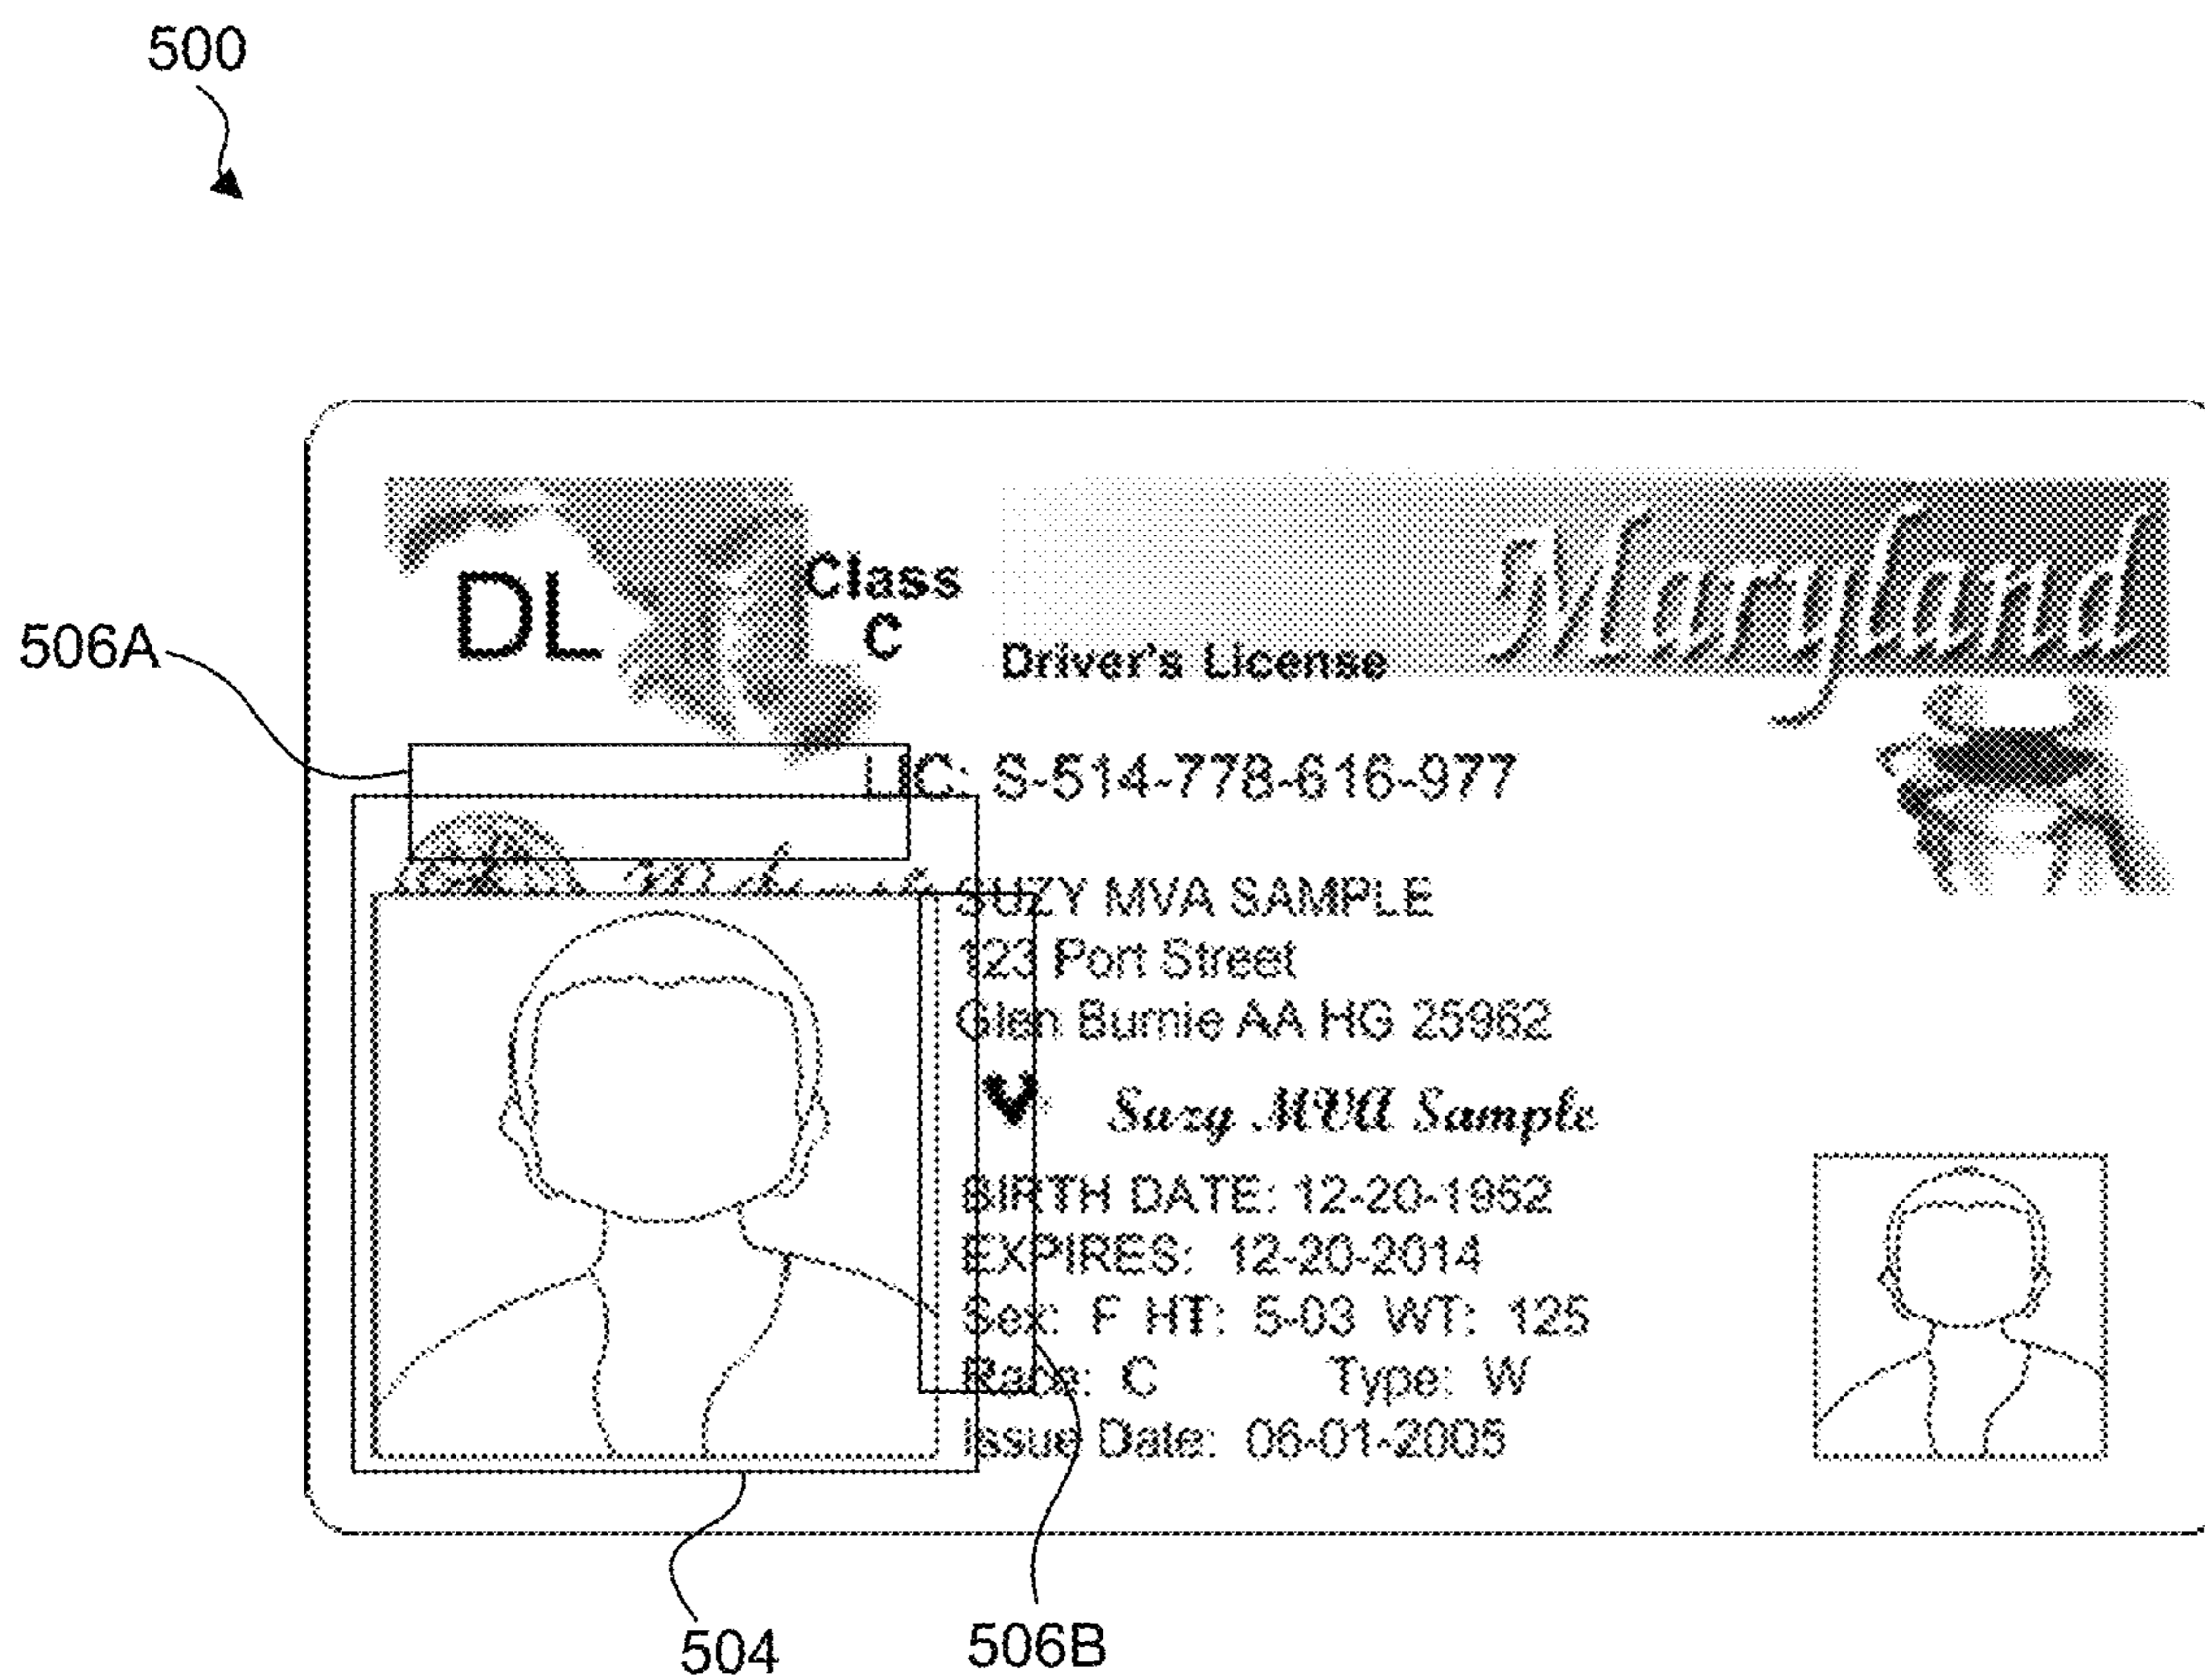 500
Class
DL
C
Maryland
Driver's License
506A
LIC: S-514-778-616-977
SUZY MVA SAMPLE
123 Port Street
Glen Burnie AA HG 25962
Suzy MVA Sample
BIRTH DATE: 12-20-1952
EXPIRES: 12-20-2014
Sex: F HT: 5-03 WT: 125
Race: C Type: W
Issue Date: 06-01-2005
504
506B